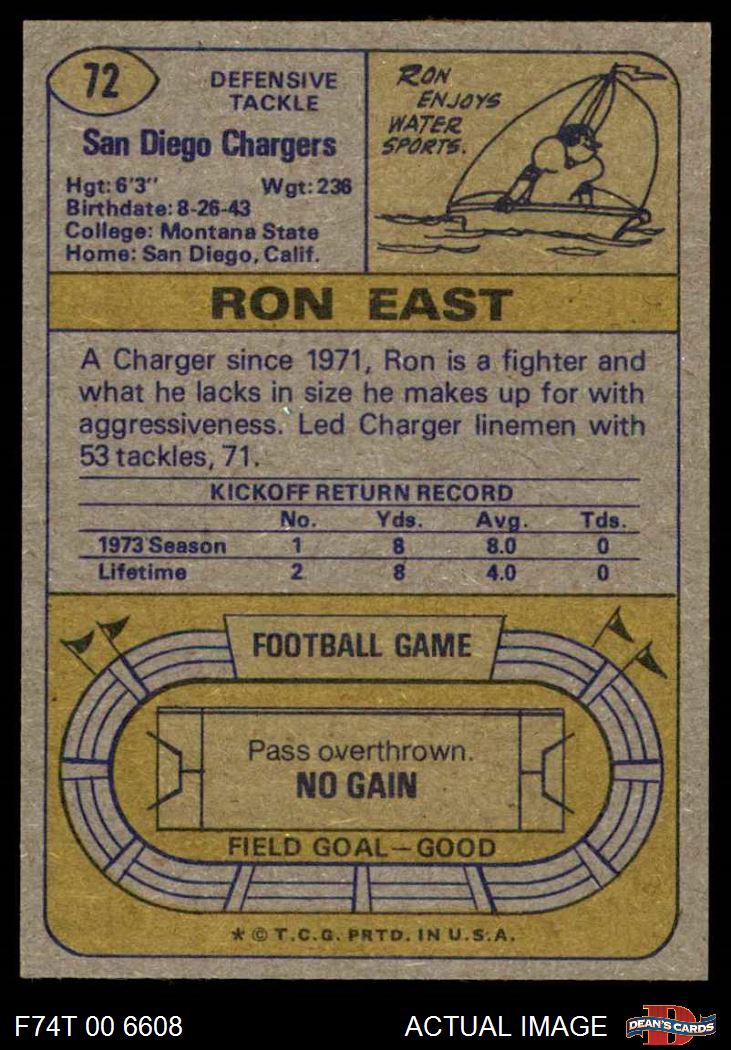 72
DEFENSIVE
TACKLE
San Diego Chargers
Hgt: 6'3" Wgt: 236
Birthdate: 8-26-43
College: Montana State
Home: San Diego, Calif.
RON
ENJOYS
WATER
SPORTS.
RON EAST
A Charger since 1971, Ron is a fighter and
what he lacks in size he makes up for with
aggressiveness. Led Charger linemen with
53 tackles, 71.
KICKOFF RETURN RECORD
No. Yds. Avg. Tds.
1973 Season 1 8 8.0 0
Lifetime 2 8 4.0 0
FOOTBALL GAME
Pass overthrown.
NO GAIN
FIELD GOAL—GOOD
* © T.C.G. PRTD. IN U.S.A.
F74T 00 6608 ACTUAL IMAGE
D
DEAN'S CARDS